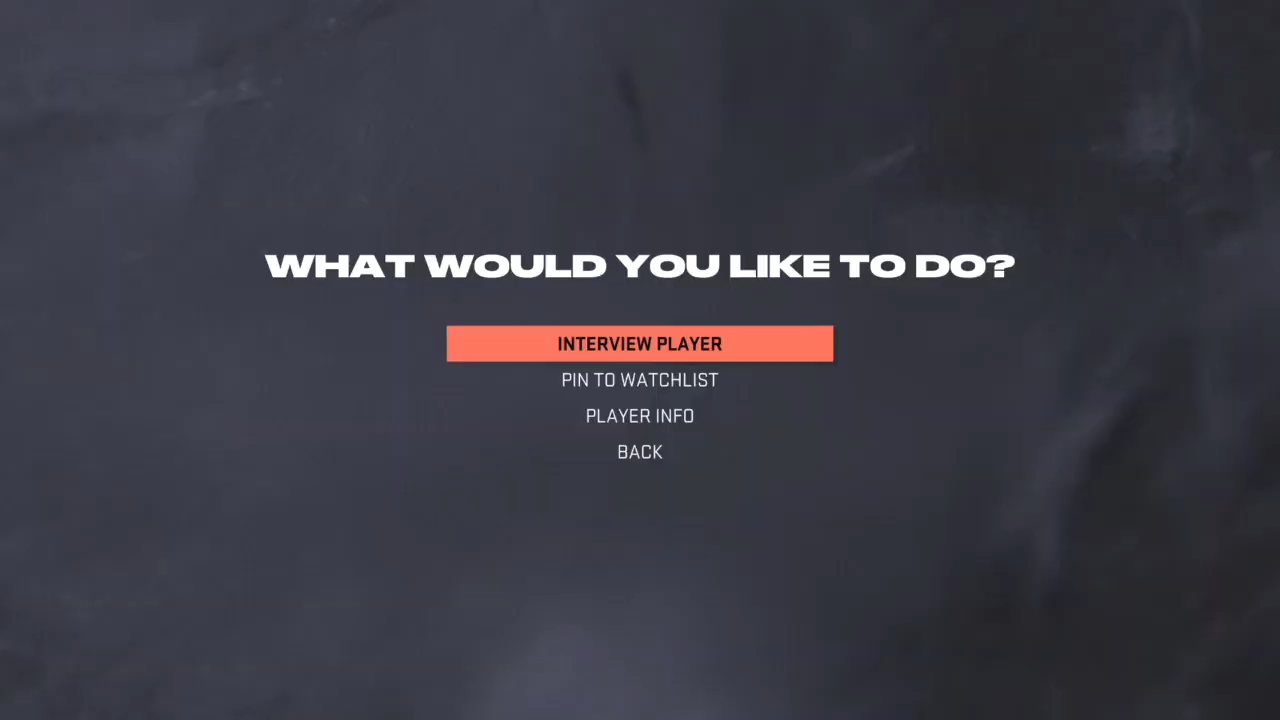 WHAT WOULD YOU LIKE TO DO?
INTERVIEW PLAYER
PIN TO WATCHLIST
PLAYER INFO
BACK